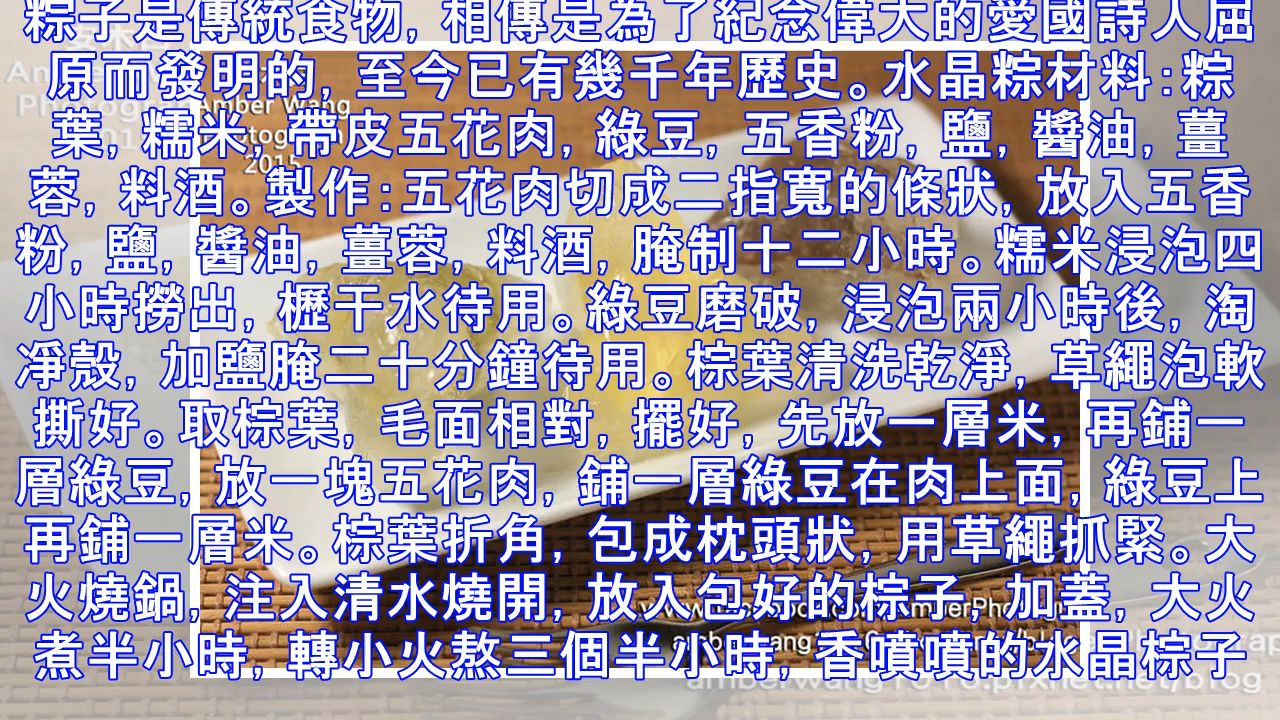 粽子是傳統食物, 相傳是為了紀念偉大的愛國詩人屈
原而發明的, 至今已有幾千年歷史。水晶粽材料:粽
葉, 糯米, 帶皮五花肉, 綠豆, 五香粉, 鹽, 醬油, 薑
蓉, 料酒。製作:五花肉切成二指寬的條狀, 放入五香
粉, 鹽, 醬油, 薑蓉, 料酒, 腌制十二小時。糯米浸泡四
小時撈出, 櫪干水待用。綠豆磨破, 浸泡兩小時後, 淘
凈殼, 加鹽腌二十分鐘待用。棕葉清洗乾淨, 草繩泡軟
撕好。取棕葉, 毛面相對, 擺好, 先放一層米, 再鋪一
層綠豆, 放一塊五花肉, 鋪一層綠豆在肉上面, 綠豆上
再鋪一層米。棕葉折角, 包成枕頭狀, 用草繩抓緊。大
火燒鍋, 注入清水燒開, 放入包好的棕子, 加蓋, 大火
煮半小時, 轉小火熬三個半小時, 香噴噴的水晶棕子
Amber Wang
2015
amberwang1515.pixnet.net/blog